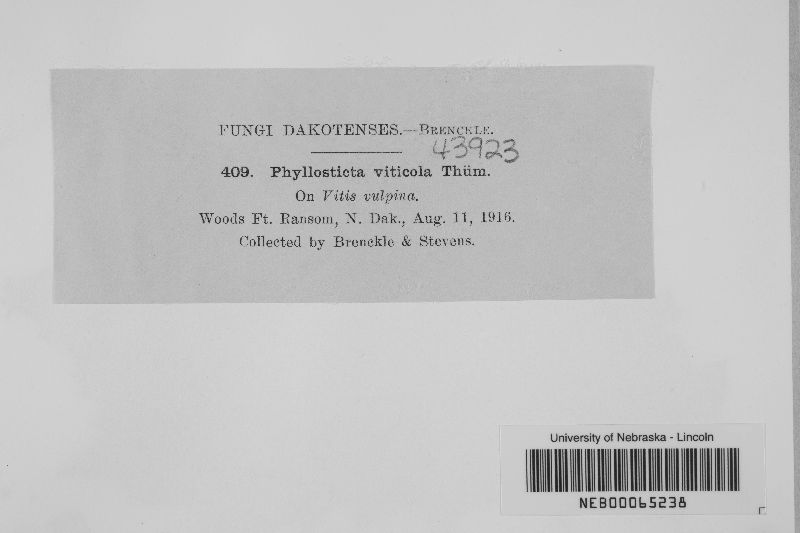 FUNGI DAKOTENSES.—BRENCKLE.
43923
409. Phyllosticta viticola Thüm.
On Vitis vulpina.
Woods Ft. Ransom, N. Dak., Aug. 11, 1916.
Collected by Brenckle & Stevens.
University of Nebraska - Lincoln
NEB00065238